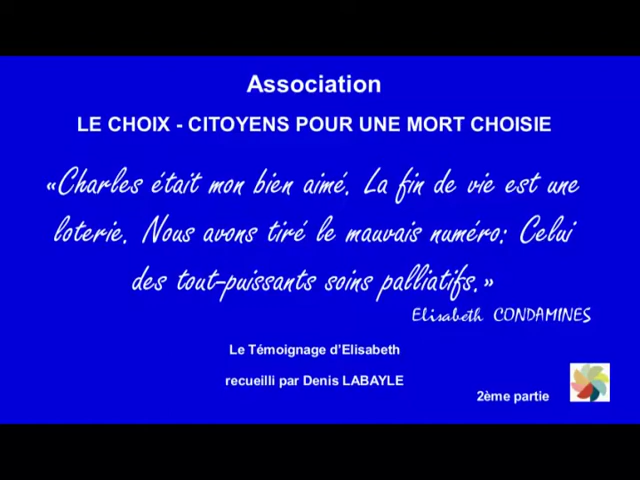 Association
LE CHOIX - CITOYENS POUR UNE MORT CHOISIE
«Charles était mon bien aimé. La fin de vie est une
loterie. Nous avons tiré le mauvais numéro: Celui
des tout-puissants soins palliatifs.»
Elisabeth CONDAMINES
Le Témoignage d'Elisabeth
recueilli par Denis LABAYLE
2ème partie